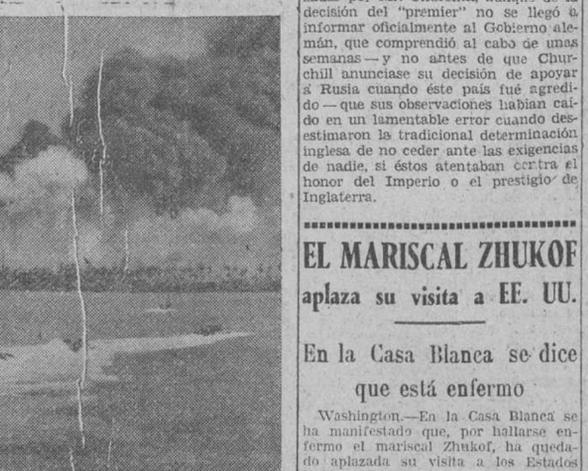 decisión del "premier" no se llegó a
informar oficialmente al Gobierno ale-
mán, que comprendió al cabo de unas
semanas — y no antes de que Chur-
chill anunciase su decisión de apoyar
a Rusia cuando éste país fué agredi-
do — que sus observaciones habían caí-
do en un lamentable error cuando des-
estimaron la tradicional determinación
inglesa de no ceder ante las exigencias
de nadie, si éstos atentaban contra el
honor del Imperio o el prestigio de
Inglaterra.
EL MARISCAL ZHUKOF
aplaza su visita a EE. UU.
En la Casa Blanca se dice
que está enfermo
Washington.—En la Casa Blanca se
ha manifestado que, por hallarse en-
fermo el mariscal Zhukof, ha queda-
do aplazada su visita a los Estados